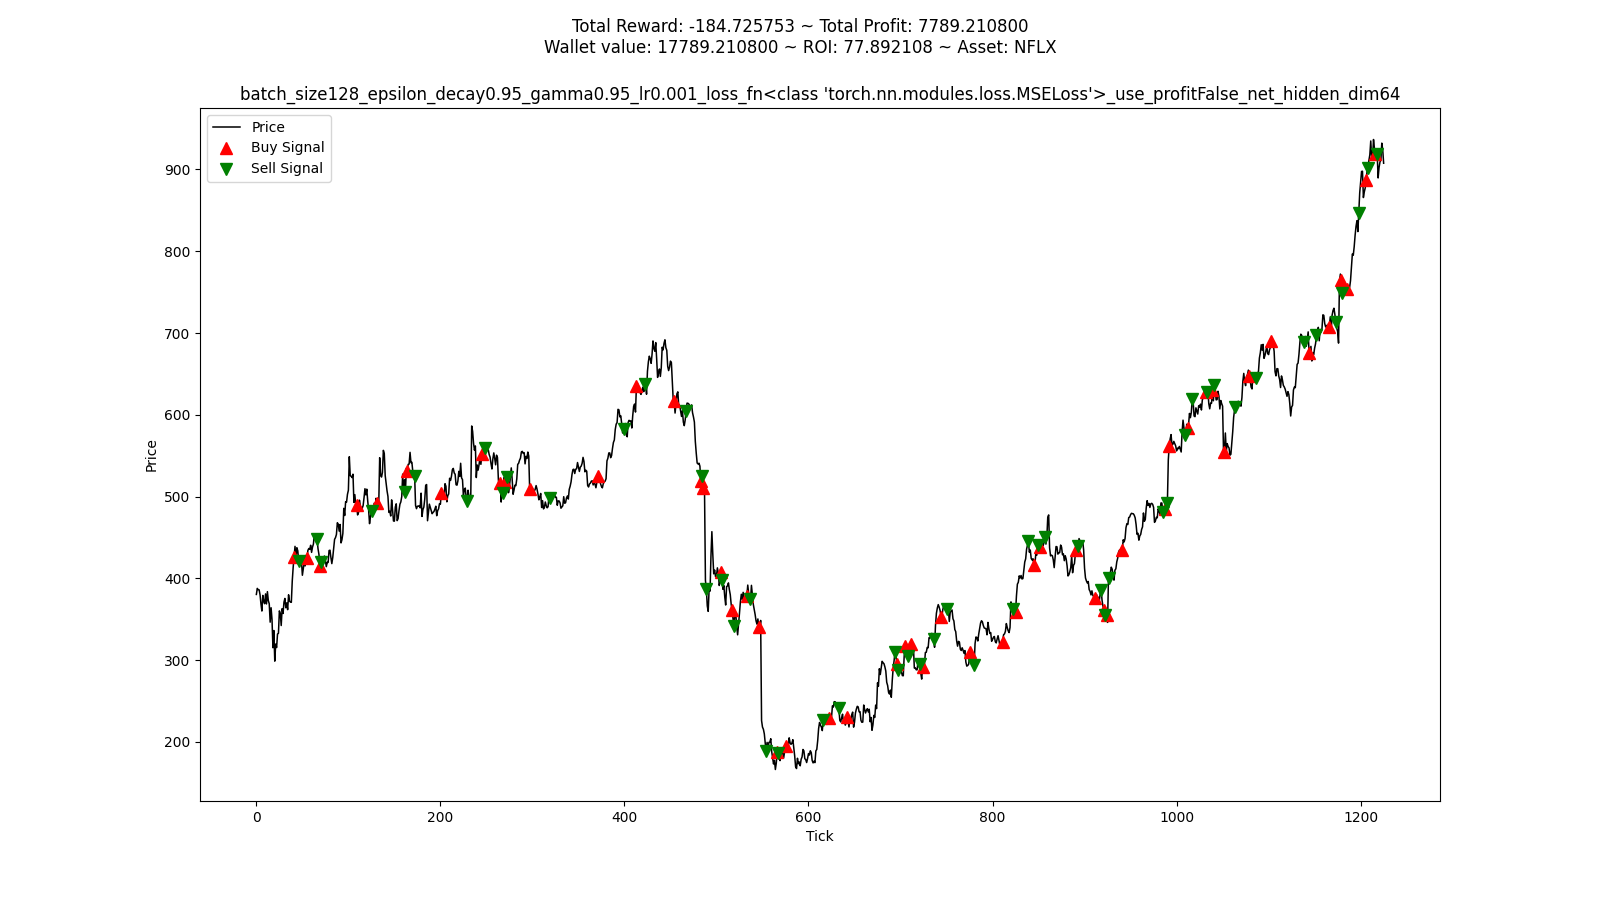 Total Reward: -184.725753 ~ Total Profit: 7789.210800
Wallet value: 17789.210800 ~ ROI: 77.892108 ~ Asset: NFLX
batch_size128_epsilon_decay0.95_gamma0.95_lr0.001_loss_fn<class 'torch.nn.modules.loss.MSELoss'>_use_profitFalse_net_hidden_dim64
Price
Buy Signal
Sell Signal
900
800
700
600
500
400
300
200
Price
0 200 400 600 800 1000 1200
Tick